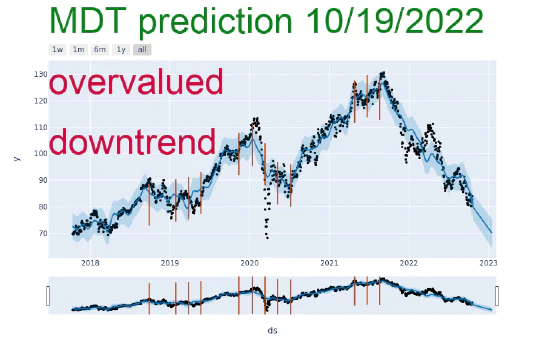 MDT prediction 10/19/2022
1w 1m 6m 1y all
overvalued
downtrend
130
120
110
100
90
80
70
y
2018 2019 2020 2021 2022 2023
ds